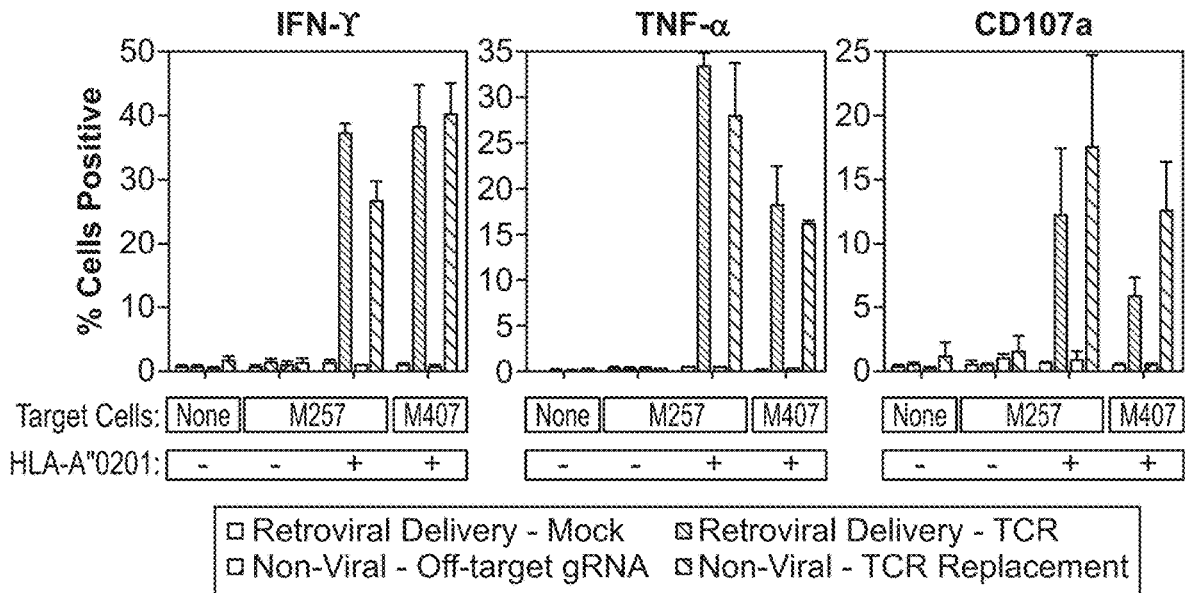 IFN-ϒ TNF-α CD107a
50 35 25
40 30 20
30 25 15
20 20 10
10 15 5
0 10 0
5
0
% Cells Positive
Target Cells: None M257 M407 None M257 M407 None M257 M407
HLA-A"0201: - - + + - - + + - - + +
Retroviral Delivery - Mock Retroviral Delivery - TCR
Non-Viral - Off-target gRNA Non-Viral - TCR Replacement